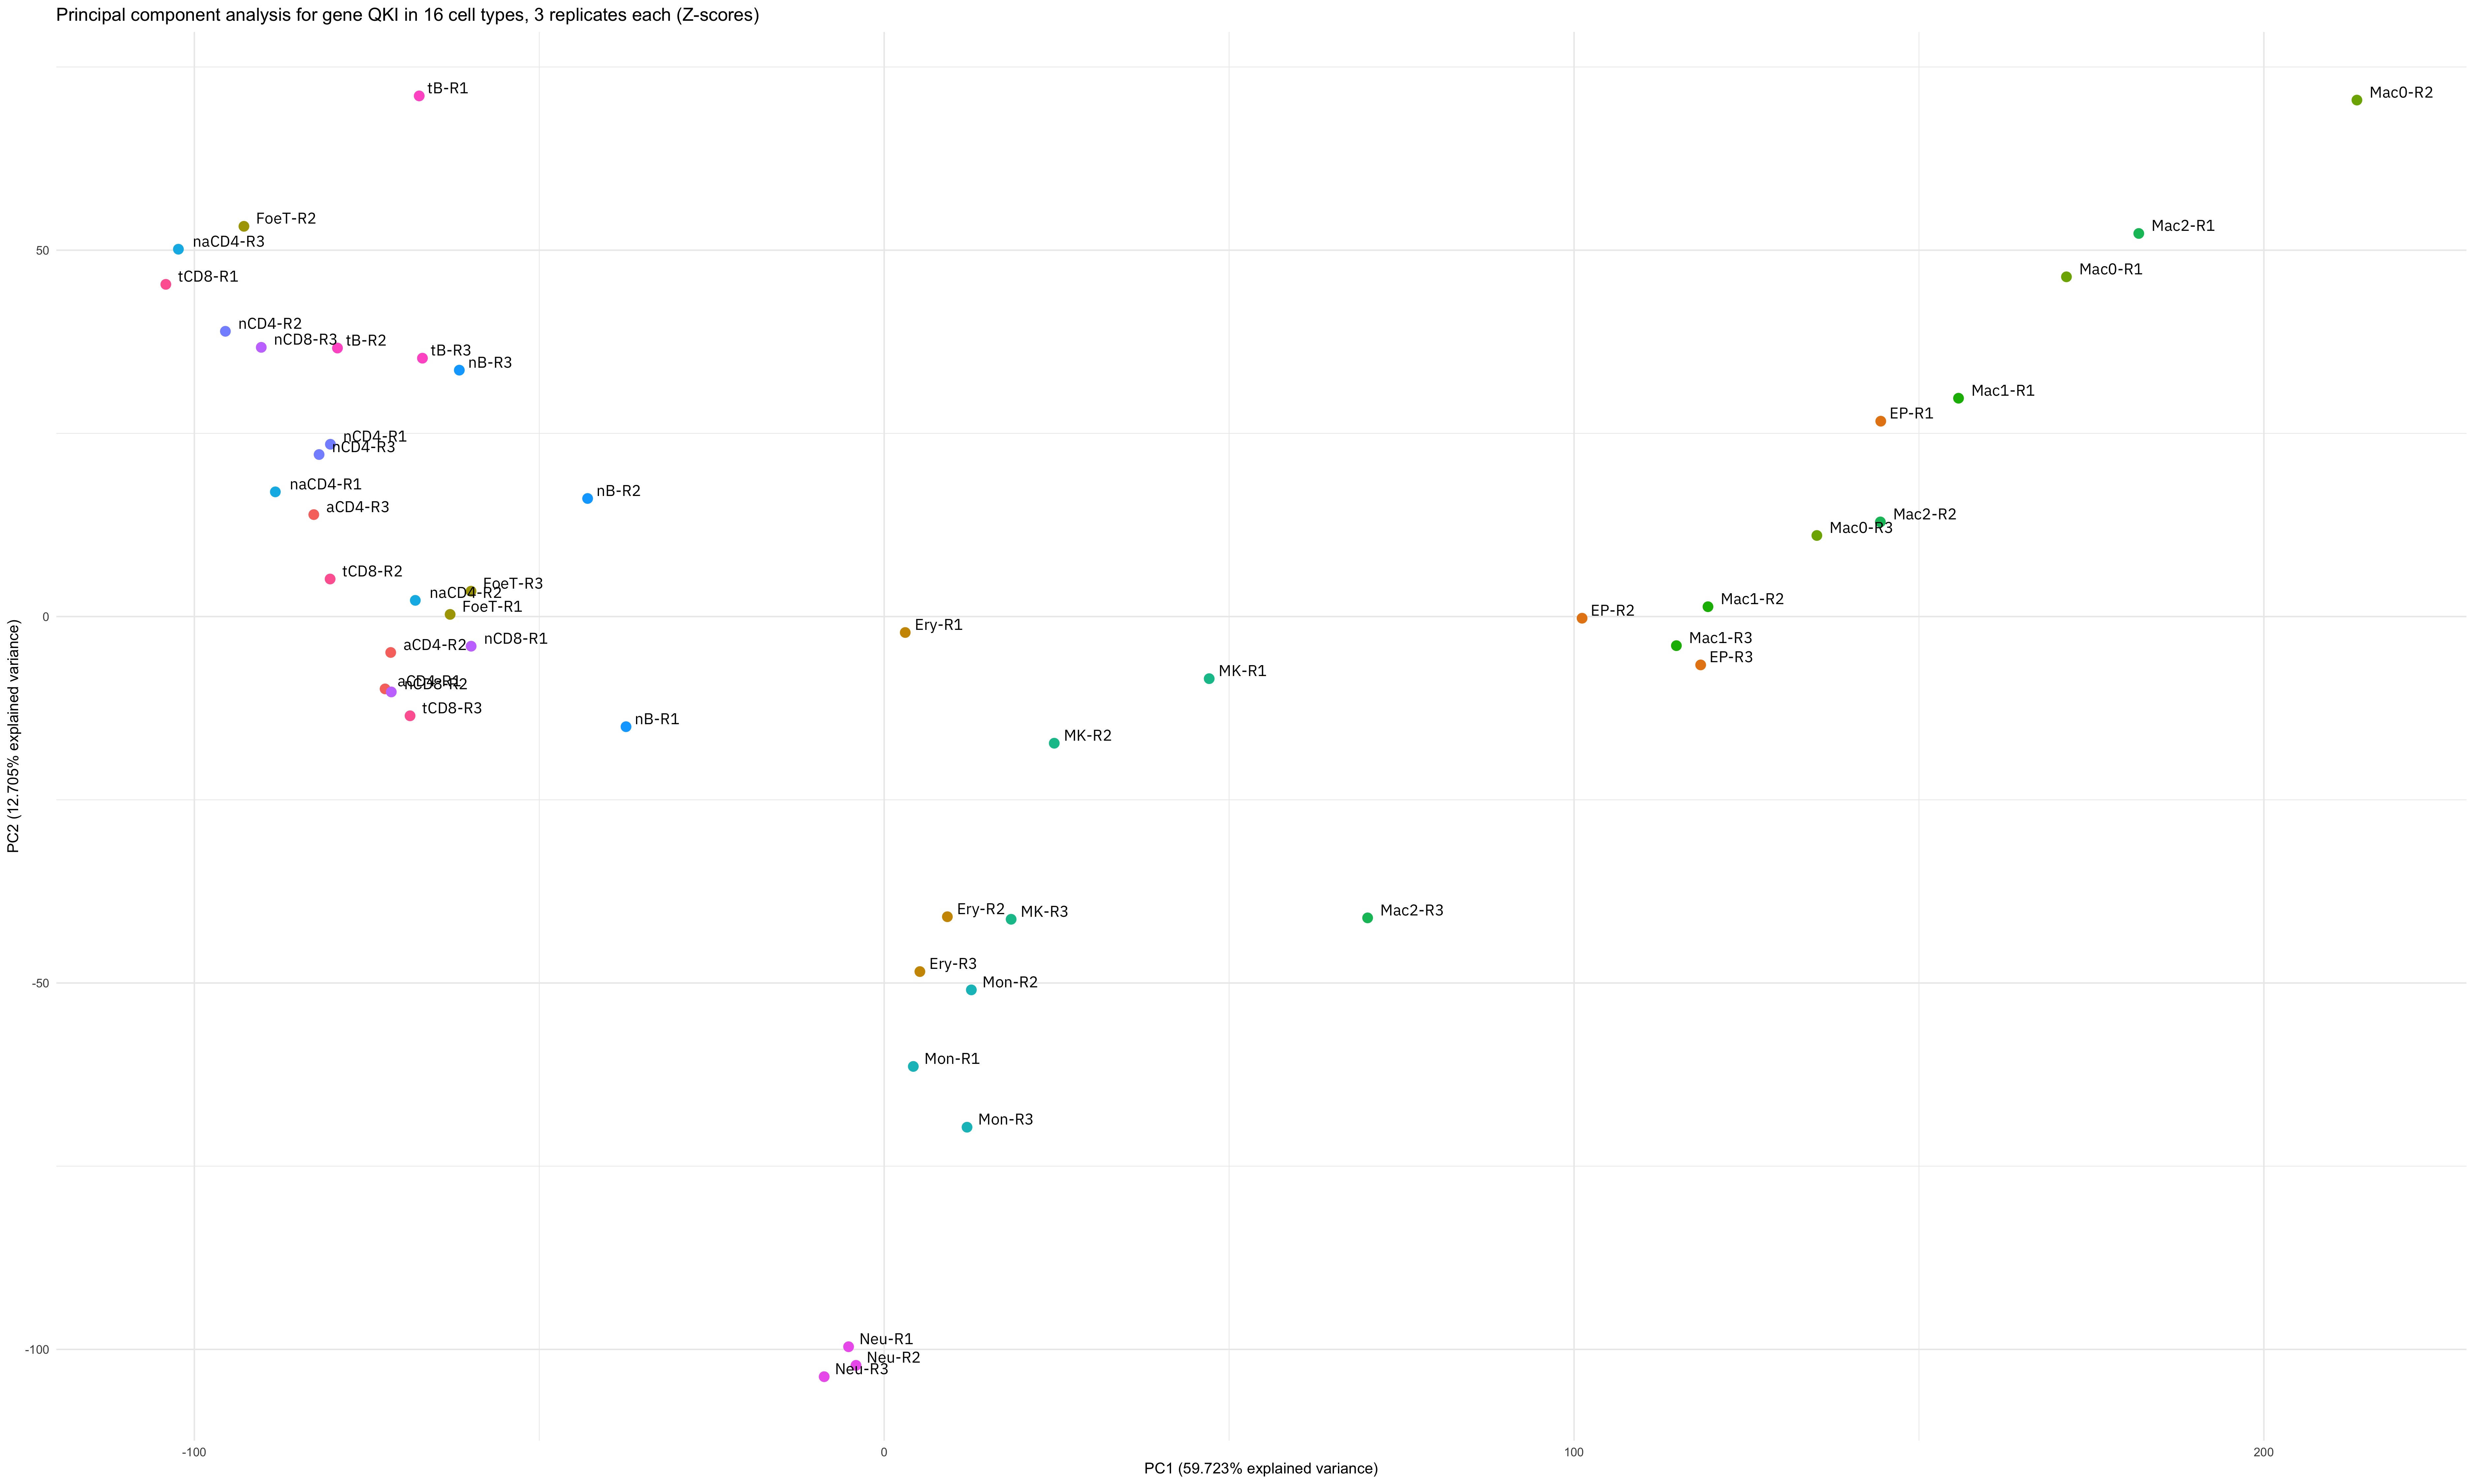 Principal component analysis for gene QKI in 16 cell types, 3 replicates each (Z-scores)
tB-R1
Mac0-R2
FoeT-R2
Mac2-R1
naCD4-R3
50
Mac0-R1
tCD8-R1
nCD4-R2
nCD8-R3
tB-R2
tB-R3
nB-R3
Mac1-R1
EP-R1
nCD4-R1
nCD4-R3
naCD4-R1
nB-R2
aCD4-R3
Mac2-R2
Mac0-R3
tCD8-R2
FoeT-R3
naCD4-R2
Mac1-R2
FoeT-R1
EP-R2
0
Ery-R1
nCD8-R1
Mac1-R3
aCD4-R2
EP-R3
MK-R1
aCD4-R1
nCD8-R2
tCD8-R3
nB-R1
MK-R2
PC2 (12.705% explained variance)
Ery-R2
MK-R3
Mac2-R3
Ery-R3
Mon-R2
-50
Mon-R1
Mon-R3
Neu-R1
-100
Neu-R2
Neu-R3
-100
0
100
200
PC1 (59.723% explained variance)